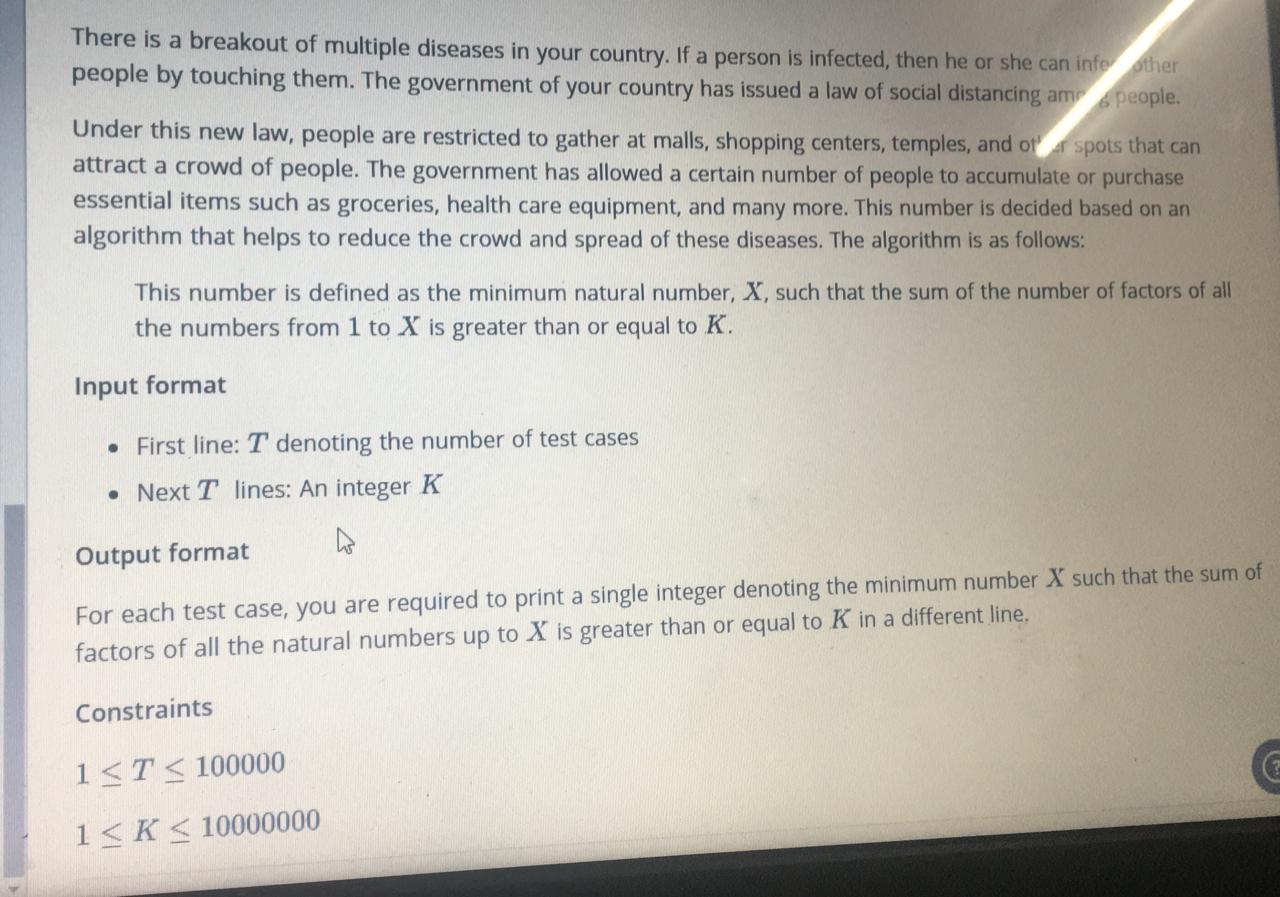 There is a breakout of multiple diseases in your country. If a person is infected, then he or she can other
people by touching them. The government of your country has issued a law of social distancing people.
Under this new law, people are restricted to gather at malls, shopping centers, temples, and spots that can
attract a crowd of people. The government has allowed a certain number of people to accumulate or purchase
essential items such as groceries, health care equipment, and many more. This number is decided based on an
algorithm that helps to reduce the crowd and spread of these diseases. The algorithm is as follows:
This number is defined as the minimum natural number, X, such that the sum of the number of factors of all
the numbers from 1 to X is greater than or equal to K.
Input format
• First line: T denoting the number of test cases
• Next T lines: An integer K
Output format
For each test case, you are required to print a single integer denoting the minimum number X such that the sum of
factors of all the natural numbers up to X is greater than or equal to K in a different line.
Constraints
1 ≤ T ≤ 100000
1 ≤ K ≤ 10000000
?